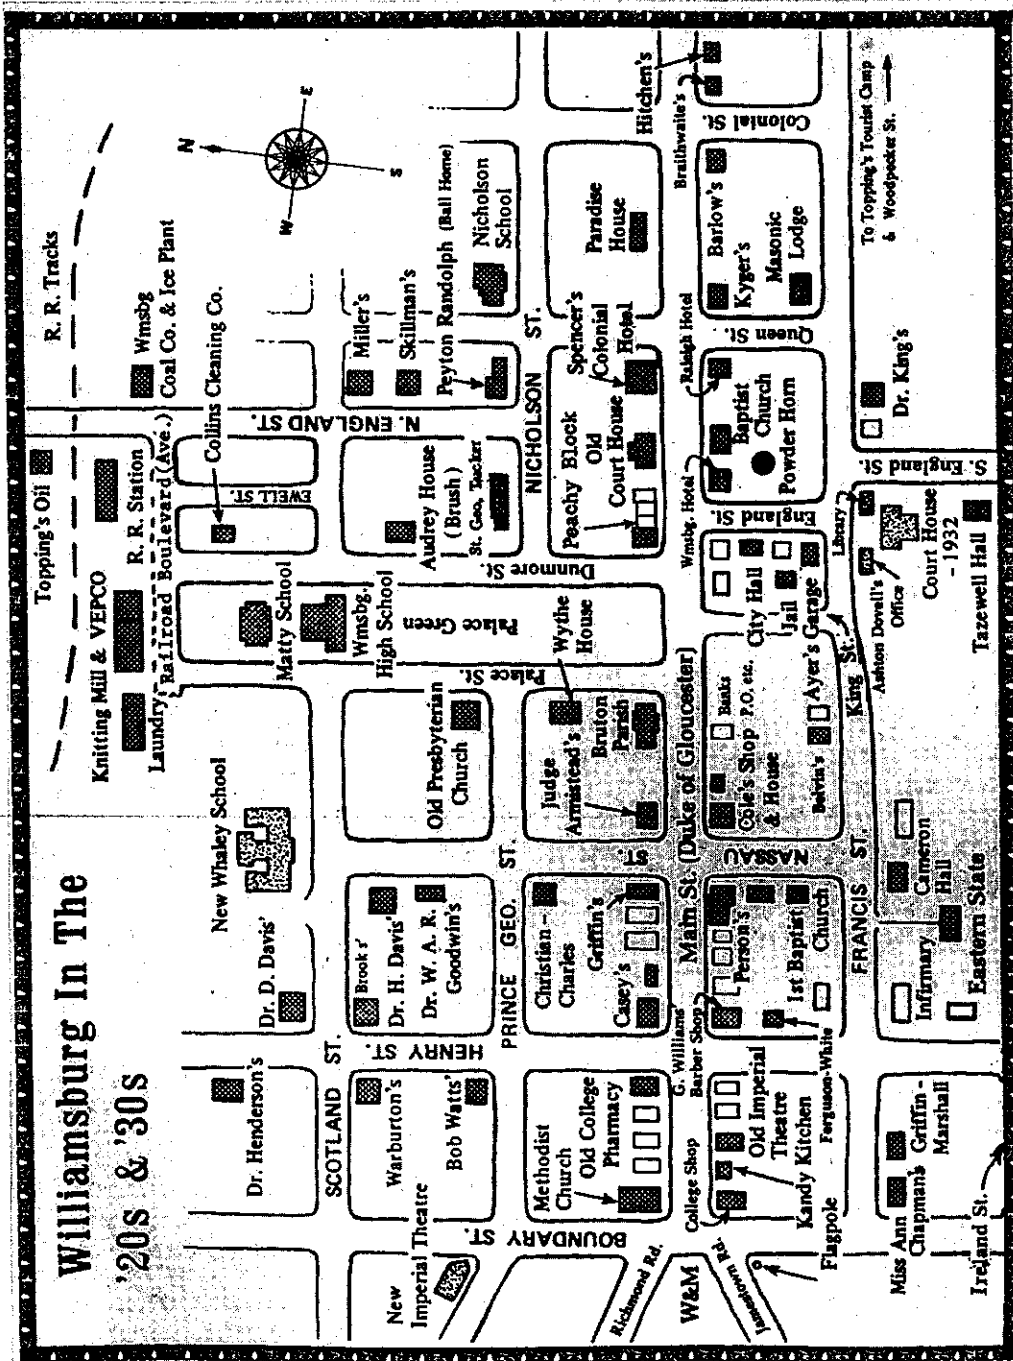 Williamsburg In The
'20s & '30s
Topping's Oil
R. R. Tracks
Knitting Mill & VEPCO
R. R. Station
Wmsbg
Coal Co. & Ice Plant
Laundry
Railroad Boulevard (Ave.)
Collins Cleaning Co.
N
E
S
W
New Whaley School
Dr. D. Davis'
Dr. Henderson's
SCOTLAND ST.
EWELL ST.
N. ENGLAND ST.
Matty School
Wmsbg.
High School
Palace Green
Palace St.
Audrey House
(Brush)
St. Geo. Tucker
Miller's
Skillman's
Peyton Randolph (Ball Home)
Nicholson
School
Old Presbyterian
Church
Brooks'
Dr. H. Davis'
Dr. W. A. R.
Goodwin's
HENRY ST.
Warburton's
Bob Watts'
New
Imperial Theatre
BOUNDARY ST.
PRINCE GEO. ST.
NICHOLSON ST.
Methodist
Church
Old College
Pharmacy
Christian-
Charles
Griffin's
Casey's
Judge
Armistead's
Bruton
Parish
Wythe
House
Dunmore St.
Peachy Block
Old
Court House
Spencer's
Colonial
Hotel
Paradise
House
Hitchen's
Braithwaite's
Richmond Rd.
W&M
Jamestown Rd.
Main St. (Duke of Gloucester)
College Shop
G. Williams
Barber Shop
Old Imperial
Theatre
Kandy Kitchen
Ferguson-White
Flagpole
Person's
1st Baptist
Church
NASSAU ST.
Cole's Shop
& House
Banks
P.O. etc.
Belvin's
Ayer's Garage
City Hall
Jail
Wmsbg. Hotel
England St.
Baptist
Church
Powder Horn
Raleigh Hotel
Queen St.
Barlow's
Kyger's
Masonic
Lodge
Colonial St.
FRANCIS ST.
King St.
Miss Ann
Chapman's
Griffin-
Marshall
Ireland St.
Infirmary
Cameron
Hall
Eastern State
Ashton Dovell's
Office
Library
Court House
- 1932
Tazewell Hall
S. England St.
Dr. King's
To Topping's Tourist Camp
& Woodpecker St.